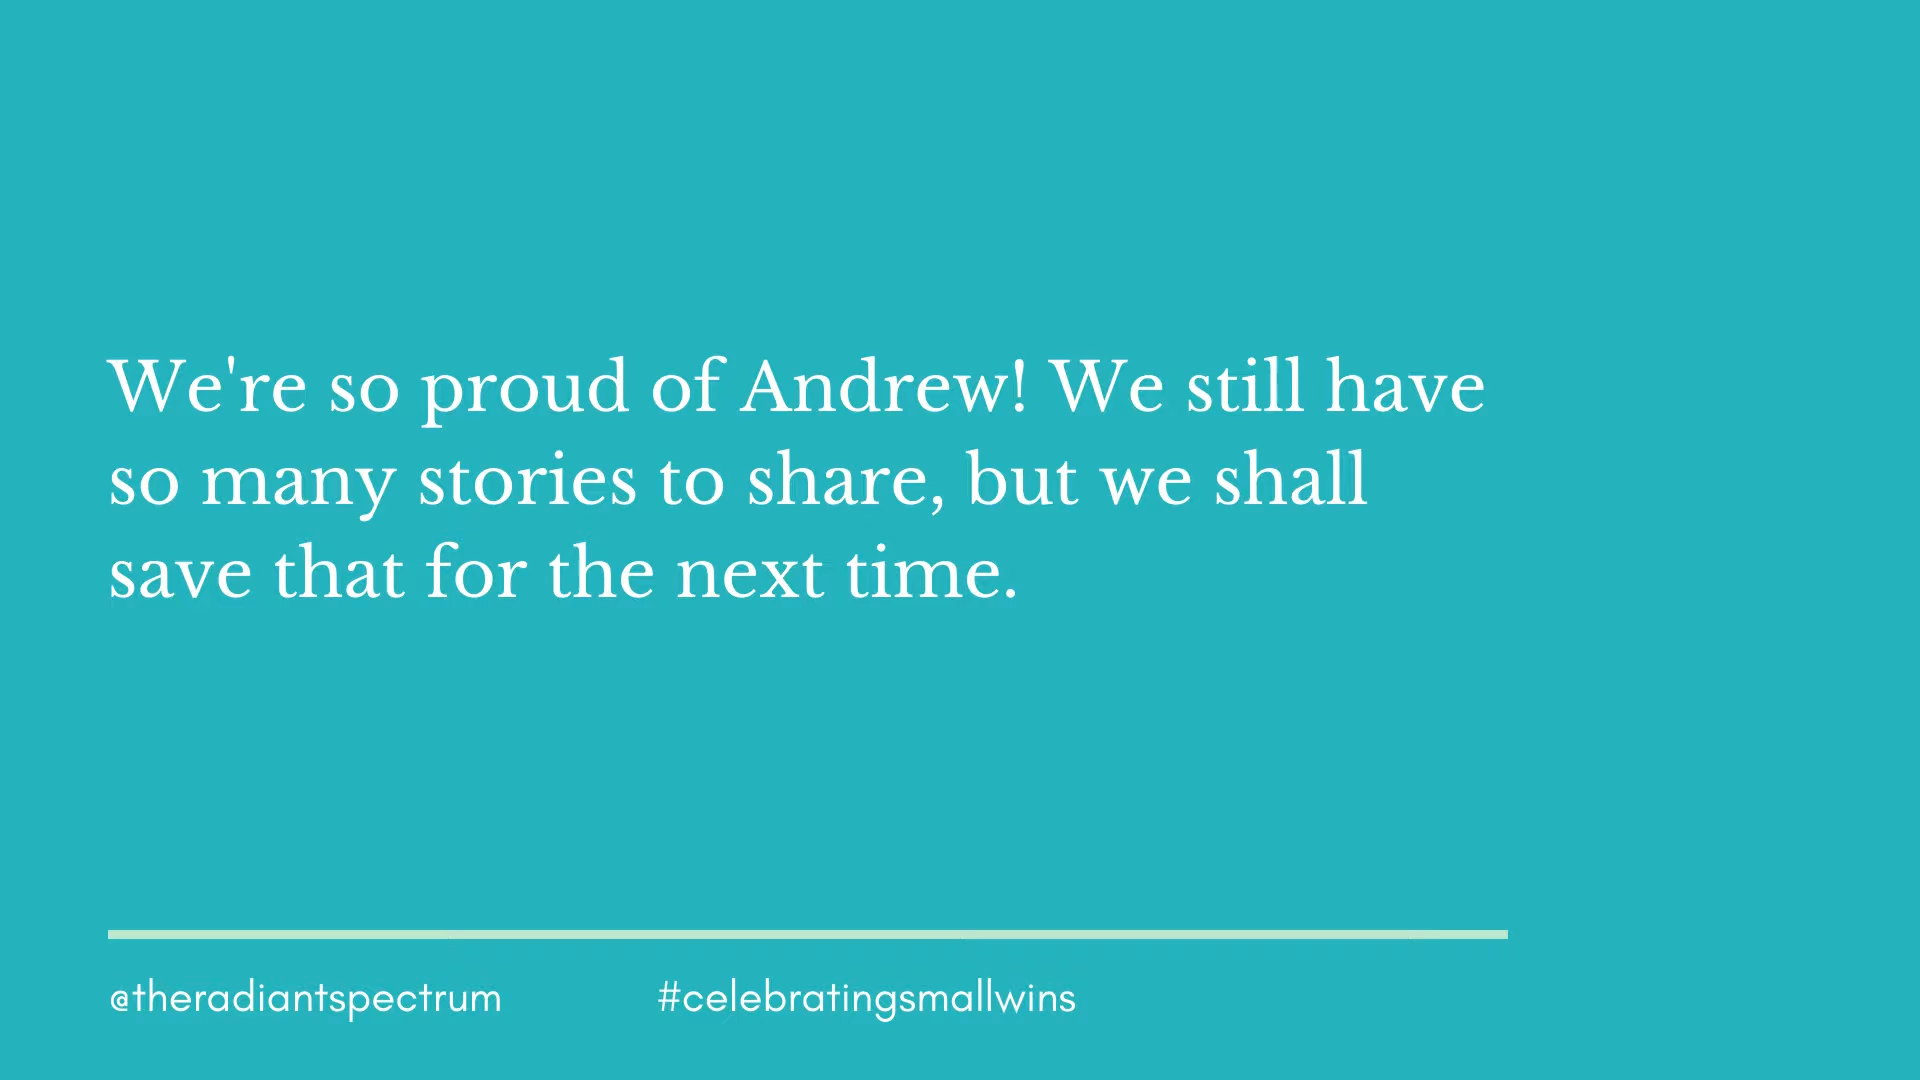 We're so proud of Andrew! We still have
so many stories to share, but we shall
save that for the next time.
@theradiantspectrum #celebratingsmallwins